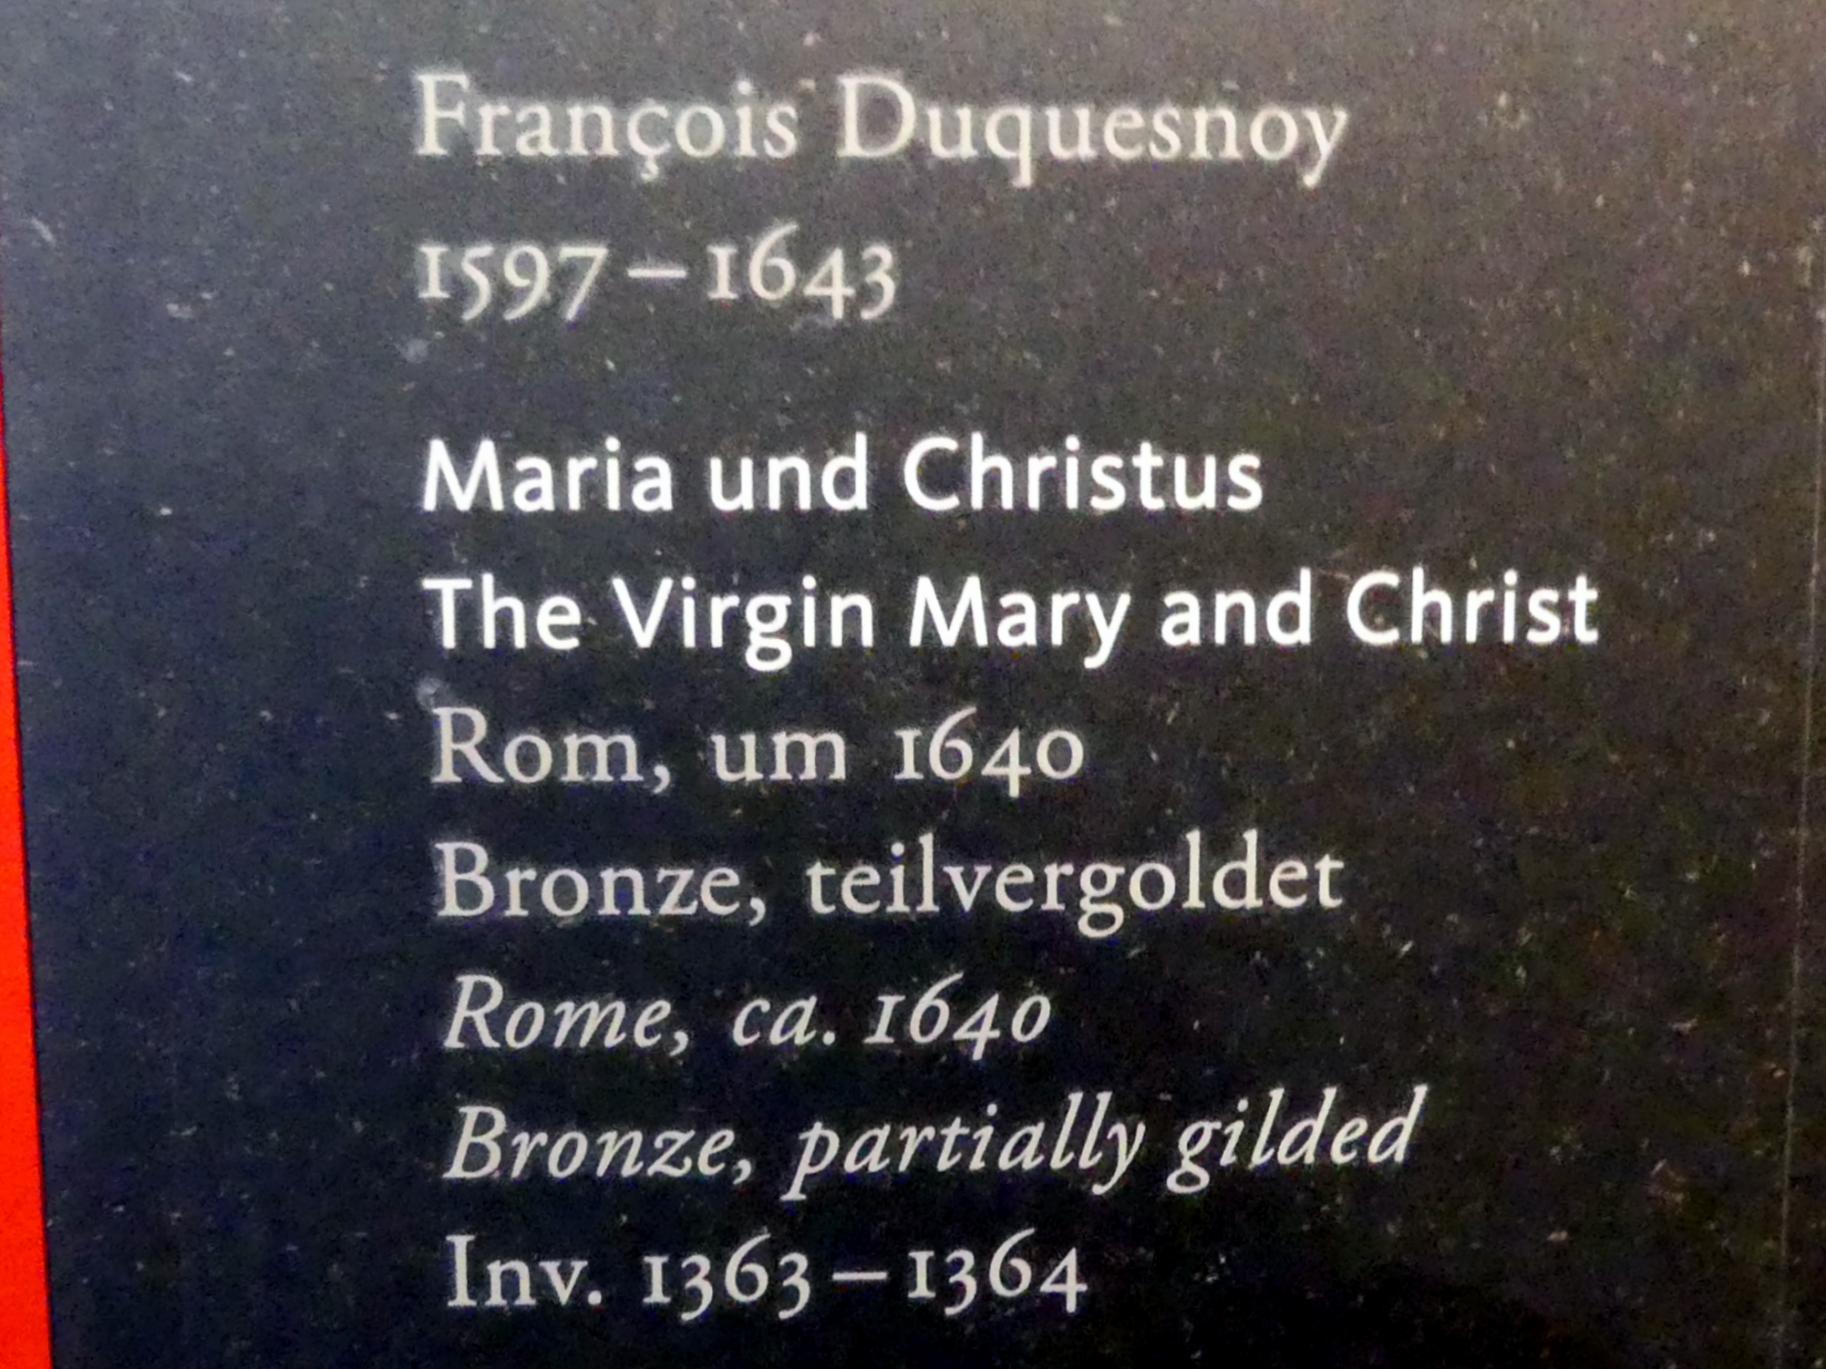 François Duquesnoy
1597 – 1643
Maria und Christus
The Virgin Mary and Christ
Rom, um 1640
Bronze, teilvergoldet
Rome, ca. 1640
Bronze, partially gilded
Inv. 1363 – 1364